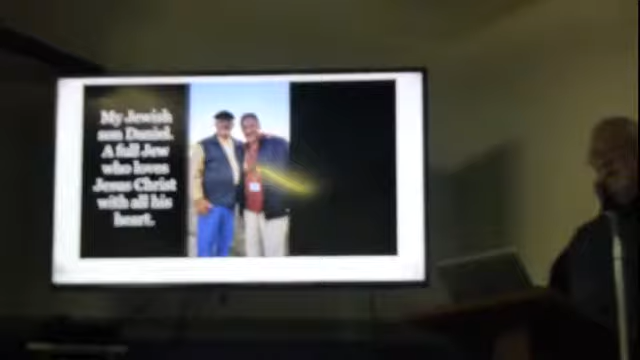 My Jewish
son Daniel.
A full Jew
who loves
Jesus Christ
with all his
heart.